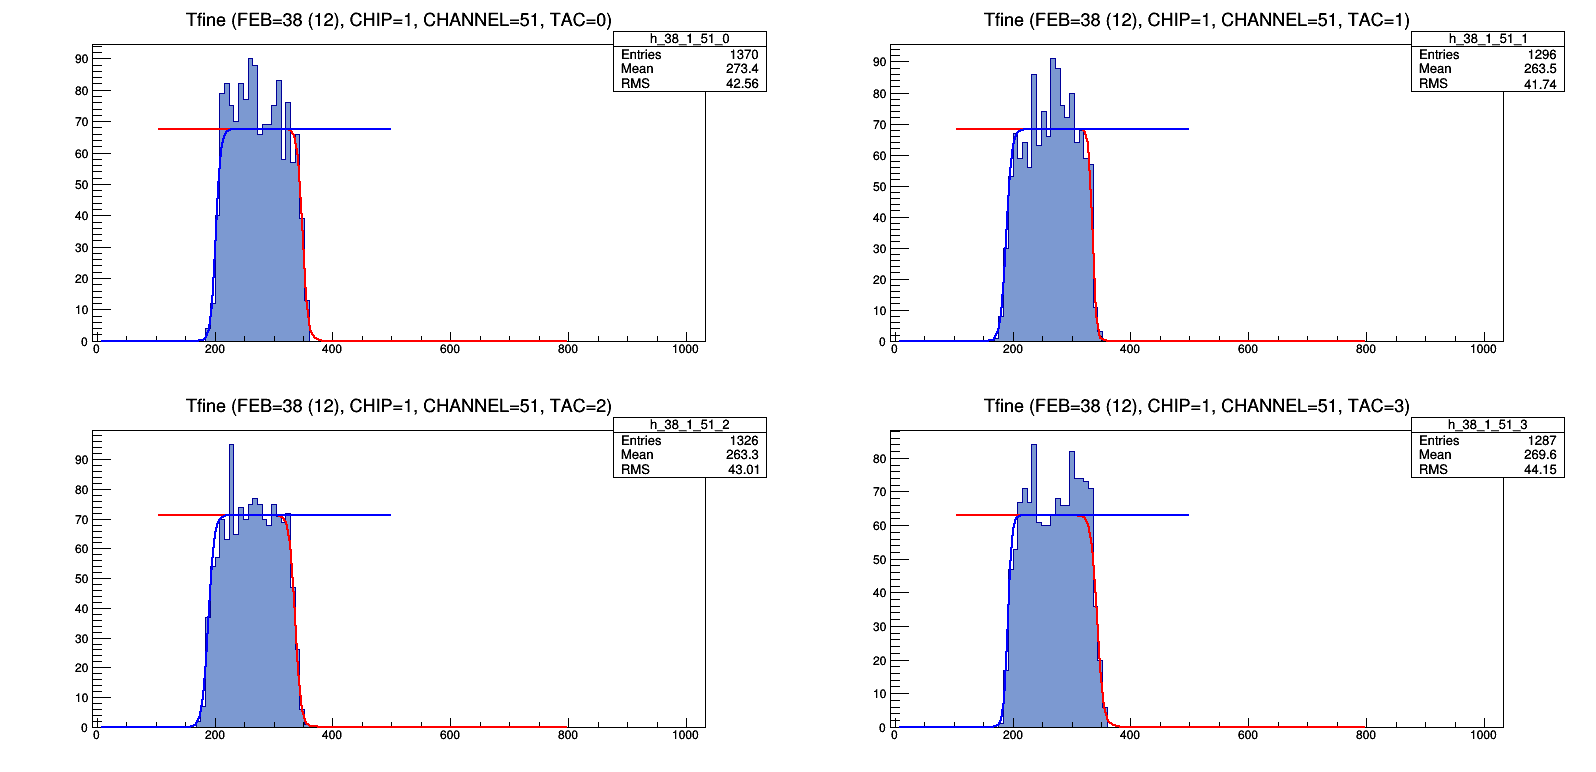 Tfine (FEB=38 (12), CHIP=1, CHANNEL=51, TAC=0)
h_38_1_51_0
Entries 1370
Mean 273.4
RMS 42.56
90
80
70
60
50
40
30
20
10
0
0 200 400 600 800 1000
Tfine (FEB=38 (12), CHIP=1, CHANNEL=51, TAC=1)
h_38_1_51_1
Entries 1296
Mean 263.5
RMS 41.74
90
80
70
60
50
40
30
20
10
0
0 200 400 600 800 1000
Tfine (FEB=38 (12), CHIP=1, CHANNEL=51, TAC=2)
h_38_1_51_2
Entries 1326
Mean 263.3
RMS 43.01
90
80
70
60
50
40
30
20
10
0
0 200 400 600 800 1000
Tfine (FEB=38 (12), CHIP=1, CHANNEL=51, TAC=3)
h_38_1_51_3
Entries 1287
Mean 269.6
RMS 44.15
80
70
60
50
40
30
20
10
0
0 200 400 600 800 1000